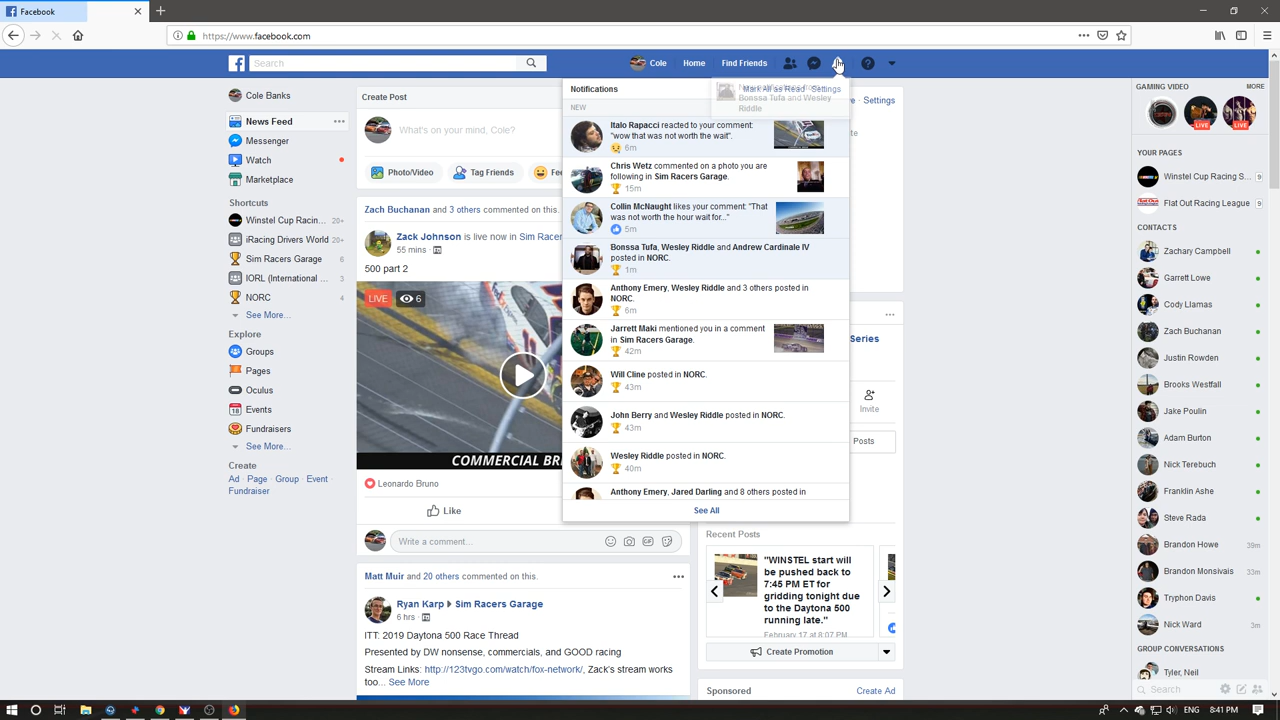 Facebook
https://www.facebook.com
Search
Cole
Home
Find Friends
Cole Banks
News Feed
Messenger
Watch
Marketplace
Shortcuts
Winstel Cup Racin... 20+
iRacing Drivers World 20+
Sim Racers Garage 6
IORL (International ...
NORC 4
See More...
Explore
Groups
Pages
Oculus
Events
Fundraisers
See More...
Create
Ad · Page · Group · Event ·
Fundraiser
Create Post
What's on your mind, Cole?
Photo/Video
Tag Friends
Zach Buchanan and 3 others commented on this.
Zack Johnson is live now in Sim Racer
55 mins
500 part 2
LIVE 6
COMMERCIAL BR
Leonardo Bruno
Like
Write a comment...
Matt Muir and 20 others commented on this.
Ryan Karp ▸ Sim Racers Garage
6 hrs
ITT: 2019 Daytona 500 Race Thread
Presented by DW nonsense, commercials, and GOOD racing
Stream Links: http://123tvgo.com/watch/fox-network/, Zack's stream works
too... See More
Notifications
Mark All as Read · Settings
Bonssa Tufa and Wesley
Riddle
NEW
Italo Rapacci reacted to your comment:
"wow that was not worth the wait".
6m
Chris Wetz commented on a photo you are
following in Sim Racers Garage.
15m
Collin McNaught likes your comment: "That
was not worth the hour wait for..."
5m
Bonssa Tufa, Wesley Riddle and Andrew Cardinale IV
posted in NORC.
1m
Anthony Emery, Wesley Riddle and 3 others posted in
NORC.
6m
Jarrett Maki mentioned you in a comment
in Sim Racers Garage.
42m
Will Cline posted in NORC.
43m
John Berry and Wesley Riddle posted in NORC.
43m
Wesley Riddle posted in NORC.
40m
Anthony Emery, Jared Darling and 8 others posted in
See All
Settings
Series
Invite
Posts
Recent Posts
"WINSTEL start will
be pushed back to
7:45 PM ET for
gridding tonight due
to the Daytona 500
running late."
February 17 at 8:07 PM
Create Promotion
Sponsored
Create Ad
GAMING VIDEO
MORE
LIVE
LIVE
YOUR PAGES
Winstel Cup Racing S... 9
Flat Out Racing League 9
CONTACTS
Zachary Campbell
Garrett Lowe
Cody Llamas
Zach Buchanan
Justin Rowden
Brooks Westfall
Jake Poulin
Adam Burton
Nick Terebuch
Franklin Ashe
Steve Rada
Brandon Howe 39m
Brandon Monsivais 33m
Tryphon Davis
Nick Ward 3m
GROUP CONVERSATIONS
Tyler, Neil
Search
ENG
8:41 PM